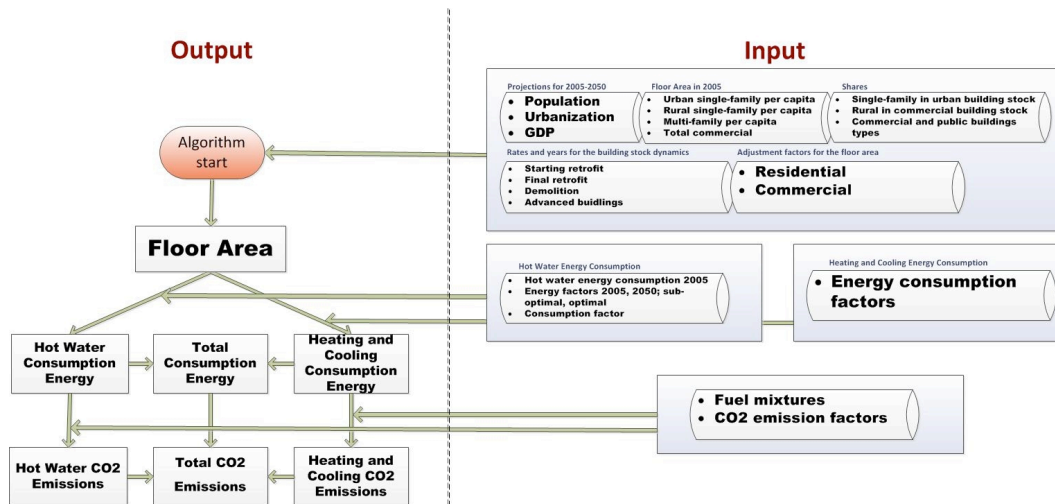 Output
Input
Projections for 2005-2050
• Population
• Urbanization
• GDP
Floor Area in 2005
• Urban single-family per capita
• Rural single-family per capita
• Multi-family per capita
• Total commercial
Shares
• Single-family in urban building stock
• Rural in commercial building stock
• Commercial and public buildings
types
Rates and years for the building stock dynamics
• Starting retrofit
• Final retrofit
• Demolition
• Advanced buidlings
Adjustment factors for the floor area
• Residential
• Commercial
Algorithm
start
Floor Area
Hot Water Energy Consumption
• Hot water energy consumption 2005
• Energy factors 2005, 2050; sub-
optimal, optimal
• Consumption factor
Heating and Cooling Energy Consumption
• Energy consumption
factors
Hot Water
Consumption
Energy
Total
Consumption
Energy
Heating and
Cooling
Consumption
Energy
• Fuel mixtures
• CO2 emission factors
Hot Water CO2
Emissions
Total CO2
Emissions
Heating and
Cooling CO2
Emissions